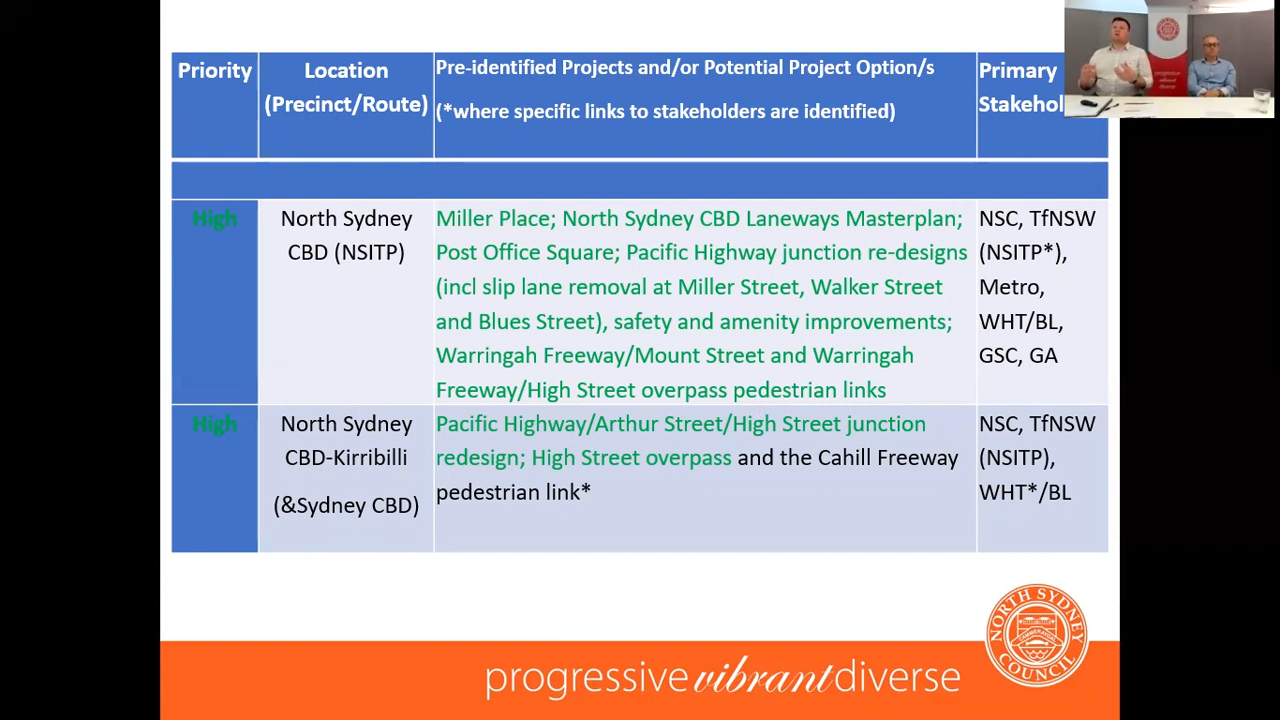 Priority
Location
(Precinct/Route)
Pre-identified Projects and/or Potential Project Option/s
(*where specific links to stakeholders are identified)
Primary
Stakehol
High
North Sydney
CBD (NSITP)
Miller Place; North Sydney CBD Laneways Masterplan;
Post Office Square; Pacific Highway junction re-designs
(incl slip lane removal at Miller Street, Walker Street
and Blues Street), safety and amenity improvements;
Warringah Freeway/Mount Street and Warringah
Freeway/High Street overpass pedestrian links
NSC, TfNSW
(NSITP*),
Metro,
WHT/BL,
GSC, GA
High
North Sydney
CBD-Kirribilli
(&Sydney CBD)
Pacific Highway/Arthur Street/High Street junction
redesign; High Street overpass and the Cahill Freeway
pedestrian link*
NSC, TfNSW
(NSITP),
WHT*/BL
NORTH SYDNEY
COUNCIL
progressivevibrantdiverse